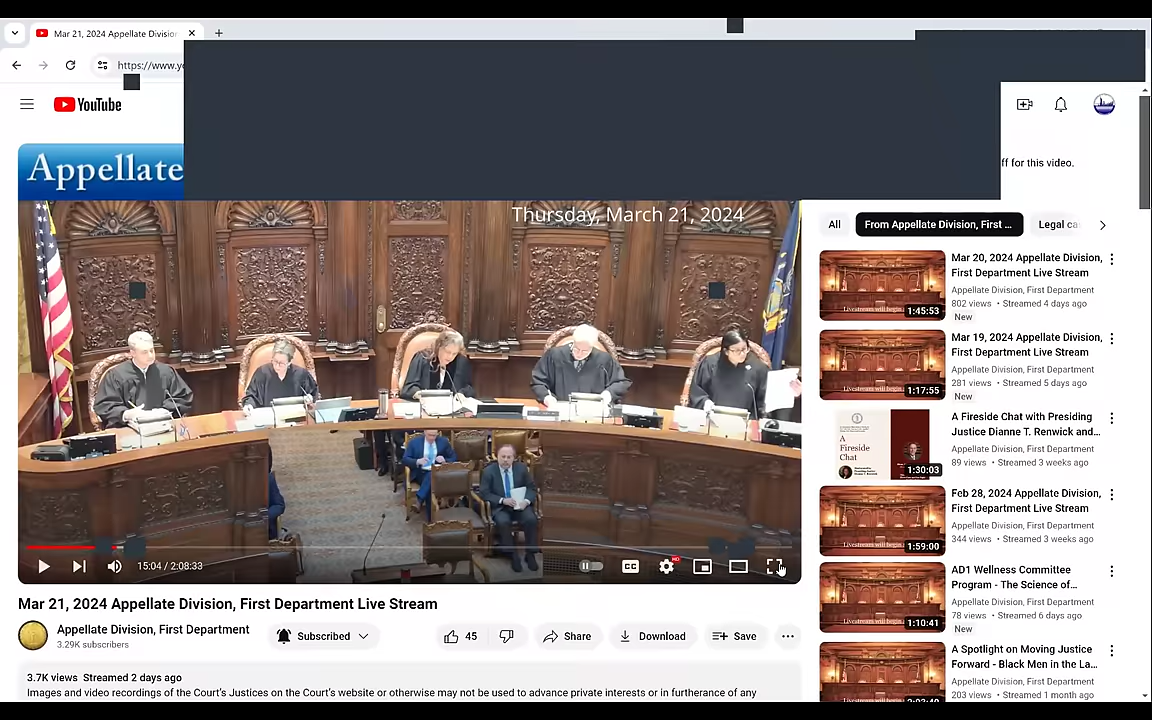 Mar 21, 2024 Appellate Division
https://www.yo
YouTube
Appellate
ff for this video.
Thursday, March 21, 2024
All
From Appellate Division, First ...
Legal ca
Mar 20, 2024 Appellate Division,
First Department Live Stream
Appellate Division, First Department
802 views • Streamed 4 days ago
New
1:45:53
Mar 19, 2024 Appellate Division,
First Department Live Stream
Appellate Division, First Department
281 views • Streamed 5 days ago
New
1:17:55
A
Fireside
Chat
1:30:03
A Fireside Chat with Presiding
Justice Dianne T. Renwick and...
Appellate Division, First Department
89 views • Streamed 3 weeks ago
Feb 28, 2024 Appellate Division,
First Department Live Stream
Appellate Division, First Department
344 views • Streamed 3 weeks ago
1:59:00
AD1 Wellness Committee
Program - The Science of...
Appellate Division, First Department
78 views • Streamed 6 days ago
New
1:10:41
A Spotlight on Moving Justice
Forward - Black Men in the La...
Appellate Division, First Department
203 views • Streamed 1 month ago
15:04 / 2:08:33
CC
HD
Mar 21, 2024 Appellate Division, First Department Live Stream
Appellate Division, First Department
3.29K subscribers
Subscribed
45
Share
Download
Save
3.7K views Streamed 2 days ago
Images and video recordings of the Court's Justices on the Court's website or otherwise may not be used to advance private interests or in furtherance of any